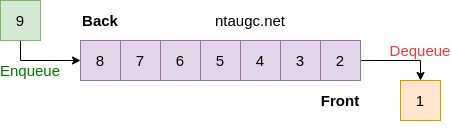 9 Back ntaugc.net
Dequeue
Enqueue 8 7 6 5 4 3 2
Front 1